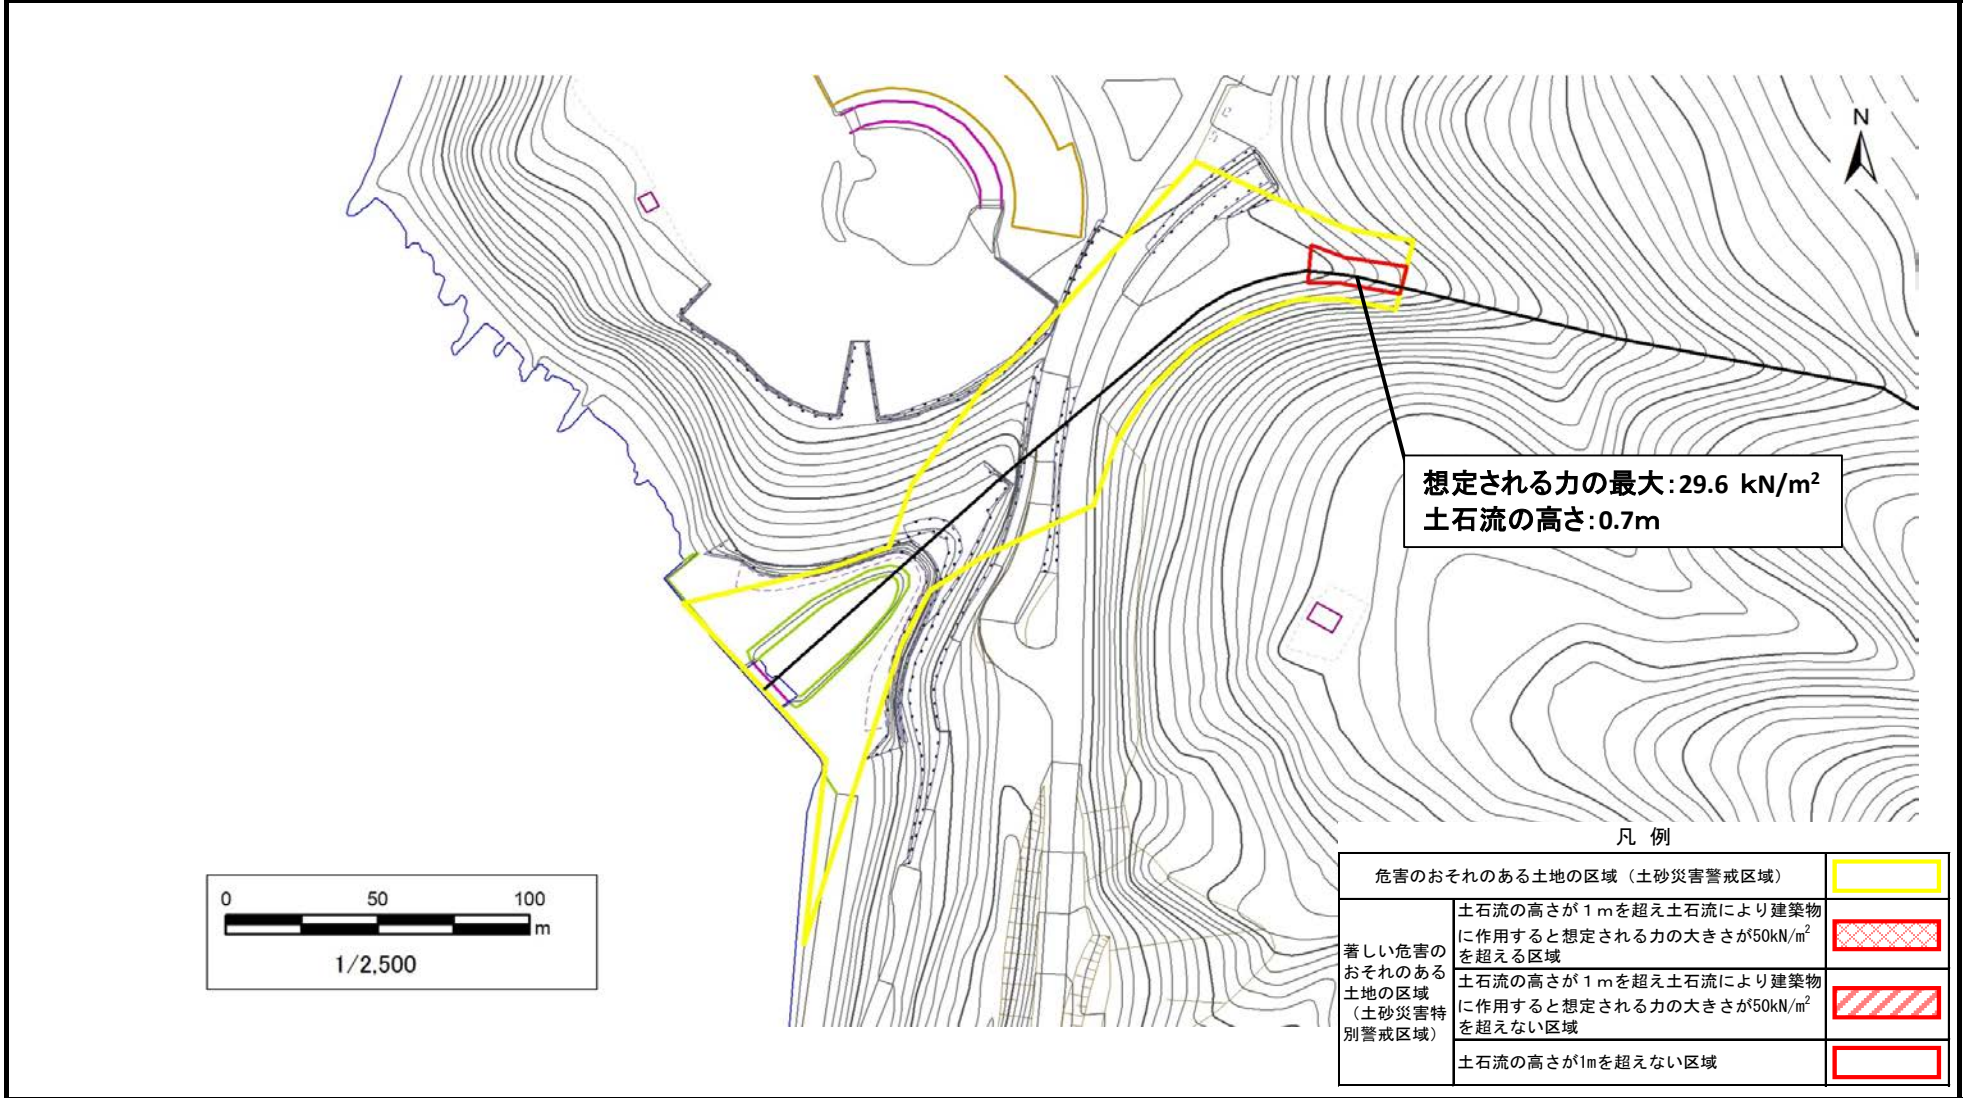 N
想定される力の最大：29.6 kN/m²
土石流の高さ：0.7m
0 50 100
m
1/2,500
凡 例
危害のおそれのある土地の区域（土砂災害警戒区域）
著しい危害の
おそれのある
土地の区域
（土砂災害特
別警戒区域）
土石流の高さが１ｍを超え土石流により建築物
に作用すると想定される力の大きさが50kN/㎡
を超える区域
土石流の高さが１ｍを超え土石流により建築物
に作用すると想定される力の大きさが50kN/㎡
を超えない区域
土石流の高さが1mを超えない区域